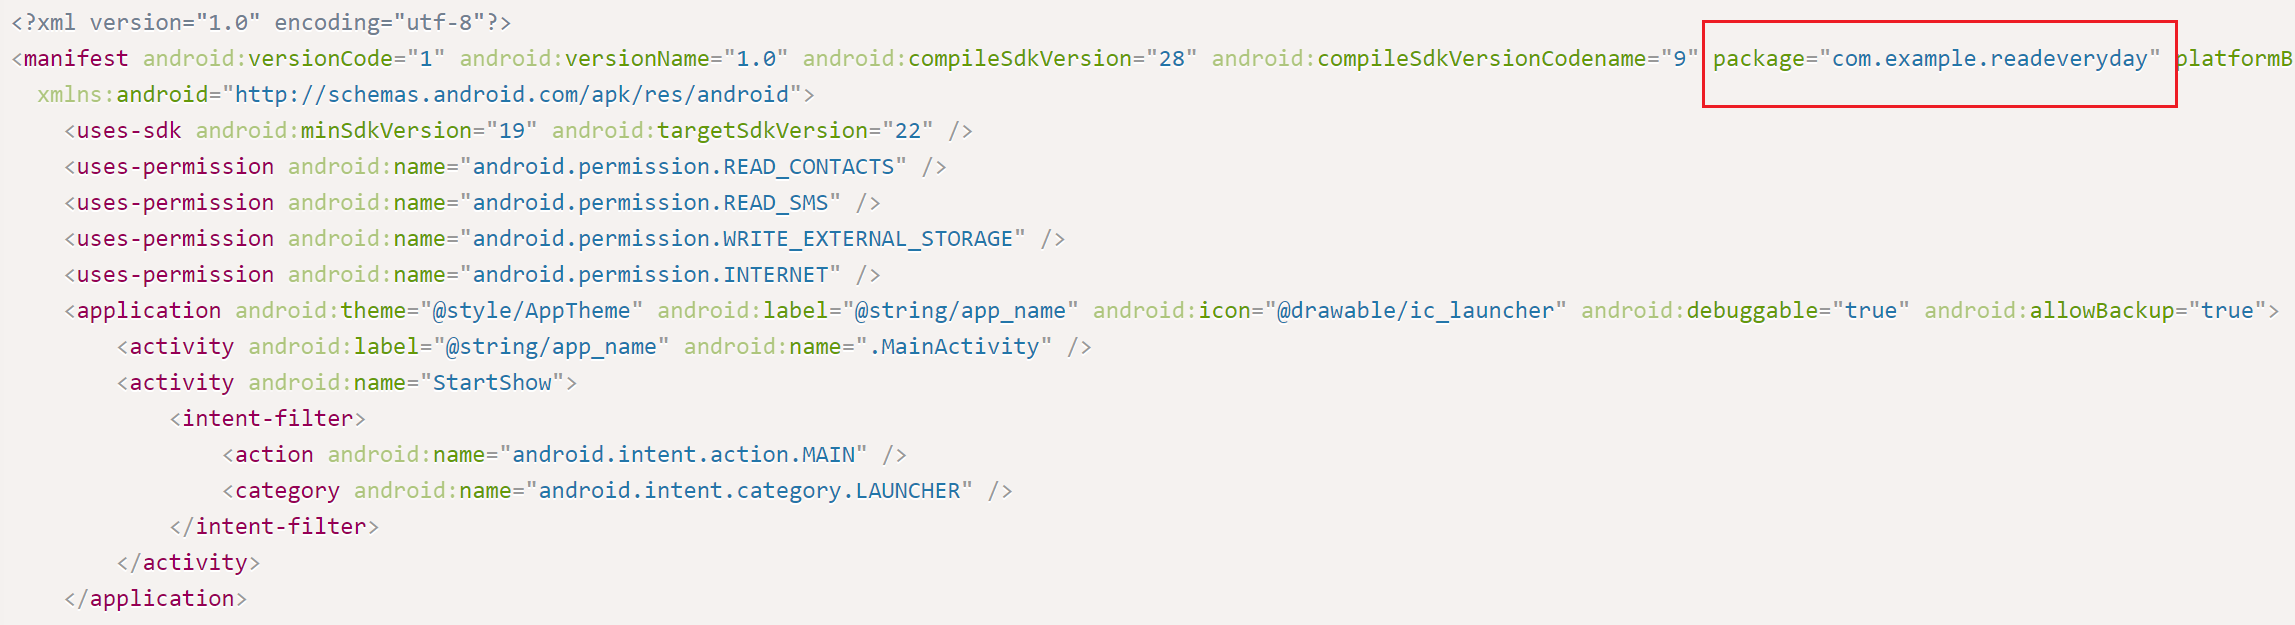 <?xml version="1.0" encoding="utf-8"?>
<manifest android:versionCode="1" android:versionName="1.0" android:compileSdkVersion="28" android:compileSdkVersionCodename="9" package="com.example.readeveryday" platformB
xmlns:android="http://schemas.android.com/apk/res/android">
<uses-sdk android:minSdkVersion="19" android:targetSdkVersion="22" />
<uses-permission android:name="android.permission.READ_CONTACTS" />
<uses-permission android:name="android.permission.READ_SMS" />
<uses-permission android:name="android.permission.WRITE_EXTERNAL_STORAGE" />
<uses-permission android:name="android.permission.INTERNET" />
<application android:theme="@style/AppTheme" android:label="@string/app_name" android:icon="@drawable/ic_launcher" android:debuggable="true" android:allowBackup="true">
<activity android:label="@string/app_name" android:name=".MainActivity" />
<activity android:name="StartShow">
<intent-filter>
<action android:name="android.intent.action.MAIN" />
<category android:name="android.intent.category.LAUNCHER" />
</intent-filter>
</activity>
</application>